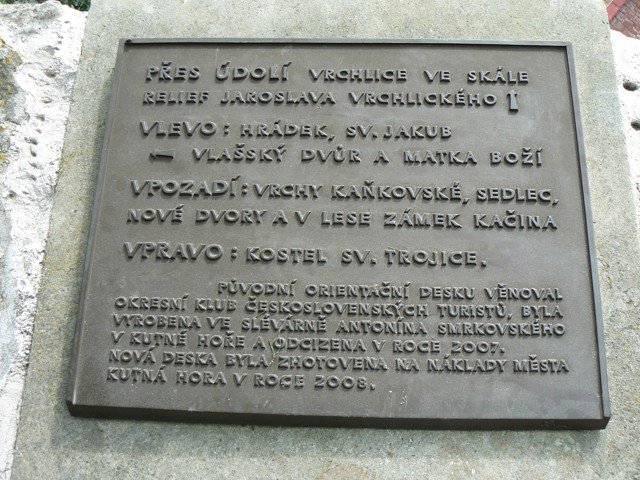 PŘES ÚDOLÍ VRCHLICE VE SKÁLE
RELIEF JAROSLAVA VRCHLICKÉHO
VLEVO: HRÁDEK, SV. JAKUB
VLAŠSKÝ DVŮR A MATKA BOŽÍ
VPOZADÍ: VRCHY KAŇKOVSKÉ, SEDLEC,
NOVÉ DVORY A V LESE ZÁMEK KAČINA
VPRAVO: KOSTEL SV. TROJICE.
PŮVODNÍ ORIENTAČNÍ DESKU VĚNOVAL
OKRESNÍ KLUB ČESKOSLOVENSKÝCH TURISTŮ, BYLA
VYROBENA VE SLÉVÁRNĚ ANTONÍNA SMRKOVSKÉHO
V KUTNÉ HOŘE A ODCIZENA V ROCE 2007.
NOVÁ DESKA BYLA ZHOTOVENA NA NÁKLADY MĚSTA
KUTNÁ HORA V ROCE 2008.